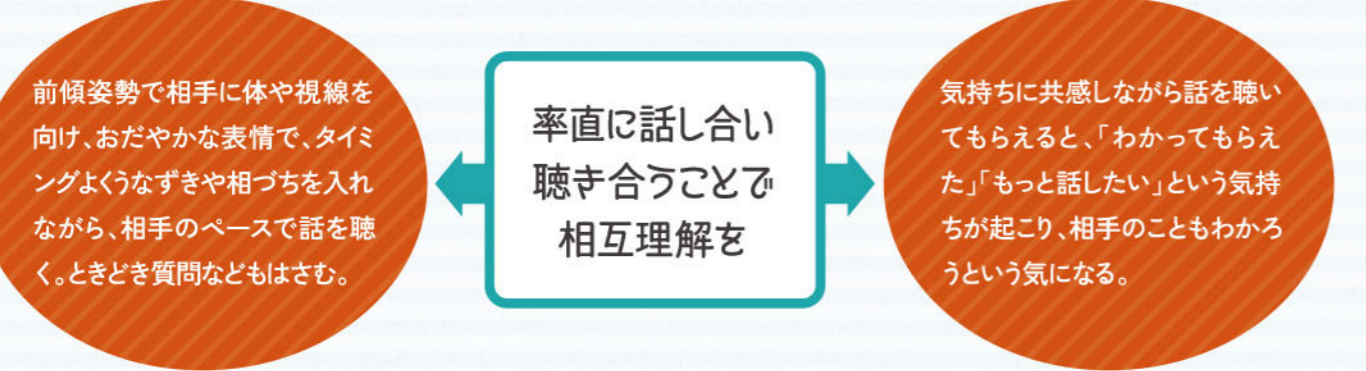 前傾姿勢で相手に体や視線を
向け、おだやかな表情で、タイミ
ングよくうなずきや相づちを入れ
ながら、相手のペースで話を聴
く。ときどき質問などもはさむ。
率直に話し合い
聴き合うことで
相互理解を
気持ちに共感しながら話を聴い
てもらえると、「わかってもらえ
た」「もっと話したい」という気持
ちが起こり、相手のこともわかろ
うという気になる。